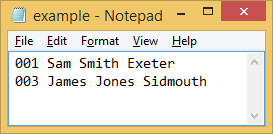 example - Notepad
File Edit Format View Help
001 Sam Smith Exeter
003 James Jones Sidmouth